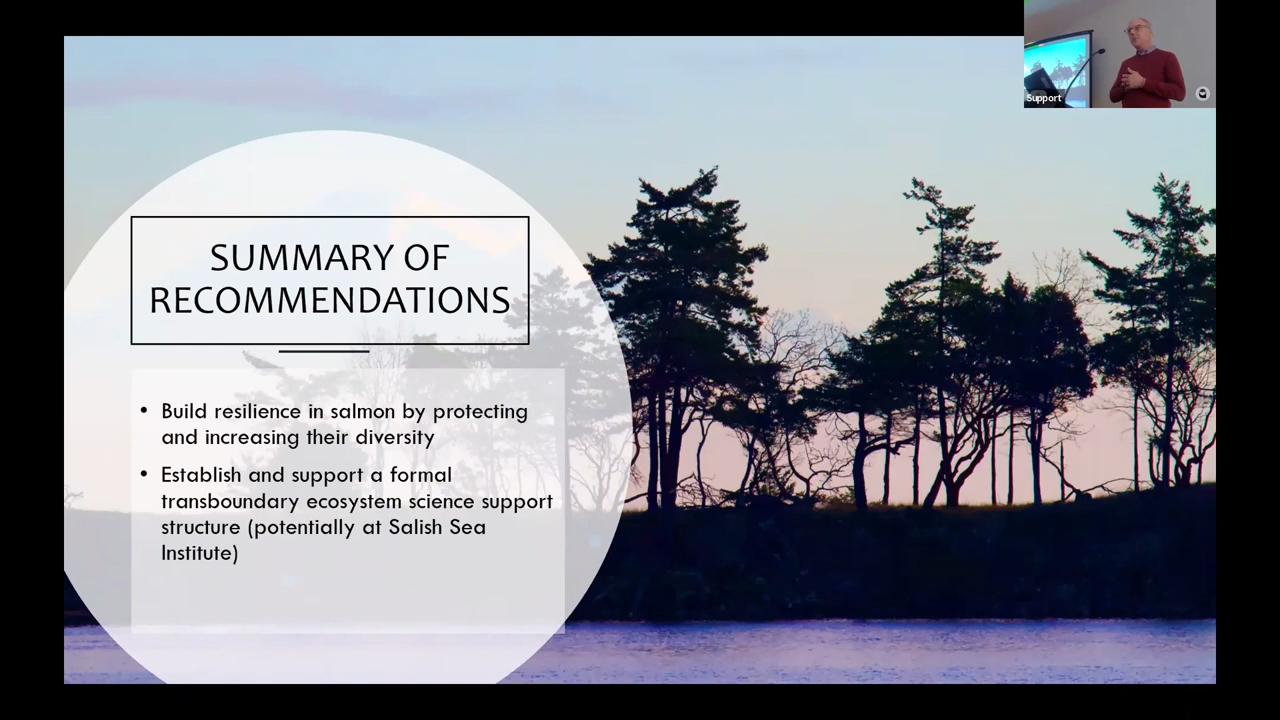 Support
SUMMARY OF
RECOMMENDATIONS
• Build resilience in salmon by protecting
and increasing their diversity
• Establish and support a formal
transboundary ecosystem science support
structure (potentially at Salish Sea
Institute)